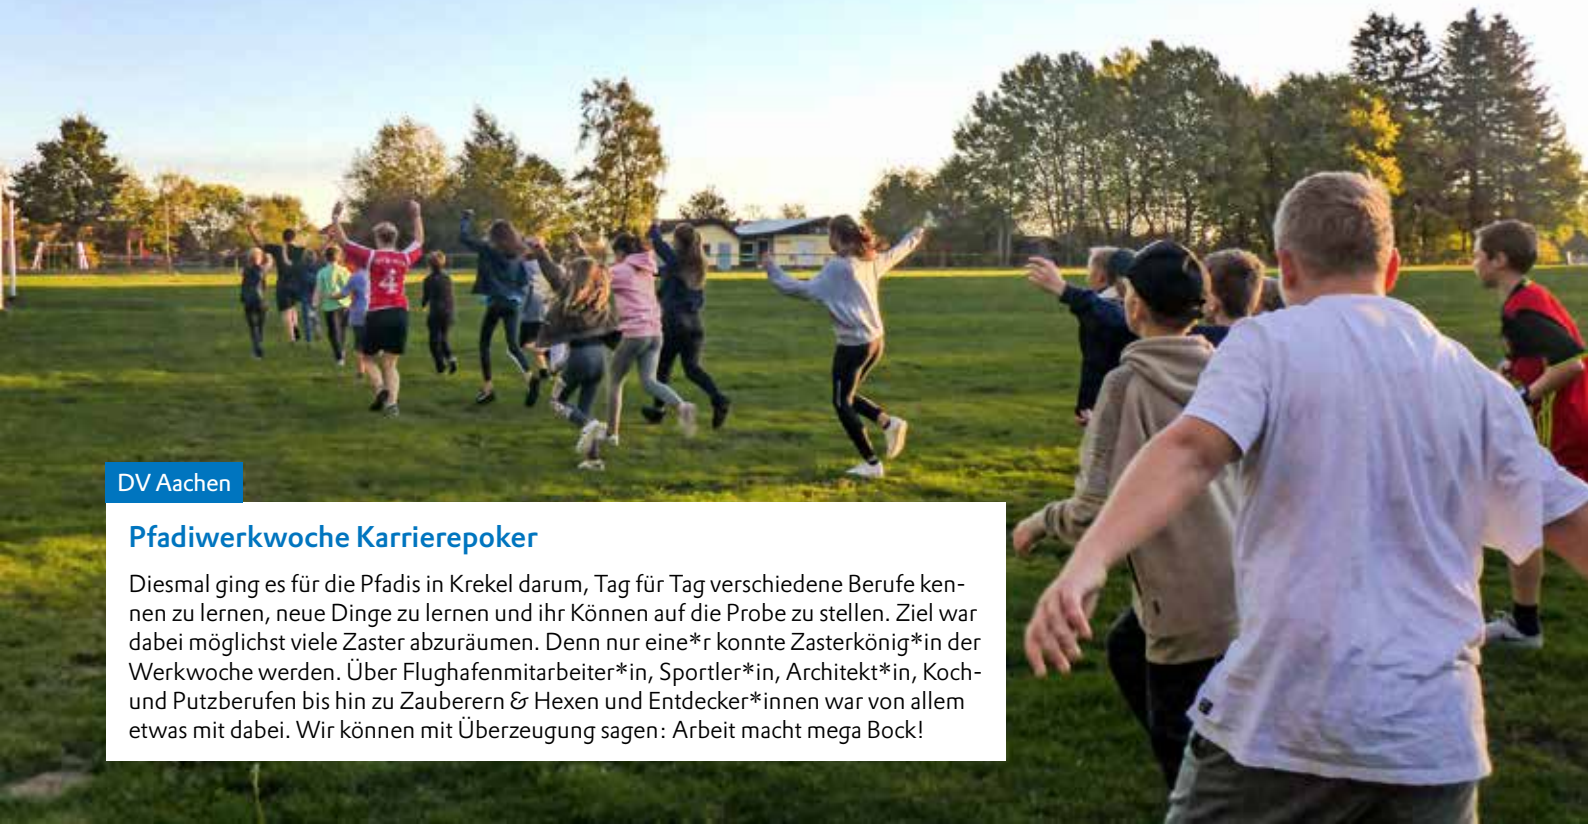 DV Aachen
Pfadiwerkwoche Karrierepoker
Diesmal ging es für die Pfadis in Krekel darum, Tag für Tag verschiedene Berufe ken-
nen zu lernen, neue Dinge zu lernen und ihr Können auf die Probe zu stellen. Ziel war
dabei möglichst viele Zaster abzuräumen. Denn nur eine*r konnte Zasterkönig*in der
Werkwoche werden. Über Flughafenmitarbeiter*in, Sportler*in, Architekt*in, Koch-
und Putzberufen bis hin zu Zauberern & Hexen und Entdecker*innen war von allem
etwas mit dabei. Wir können mit Überzeugung sagen: Arbeit macht mega Bock!
4